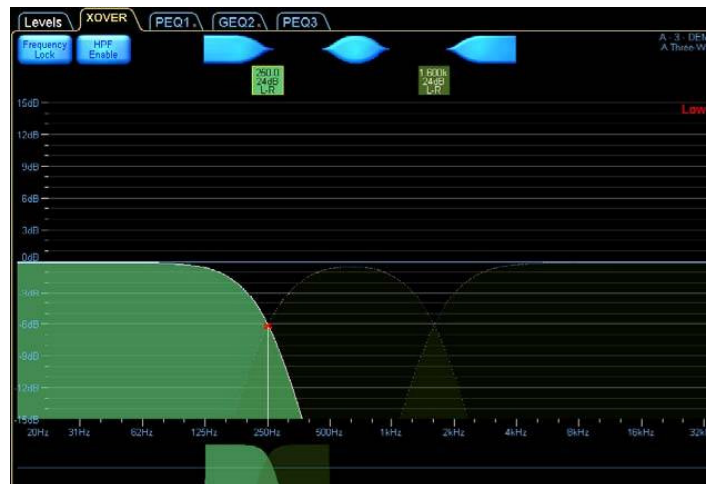 Levels XOVER PEQ1. GEQ2. PEQ3
Frequency Lock
HPF Enable
A - 3 - DEM
A Three-W
260.0
24dB
L-R
1.600k
24dB
L-R
Low
15dB
12dB
9dB
6dB
3dB
0dB
-3dB
-6dB
-9dB
-12dB
-15dB
20Hz 31Hz 62Hz 125Hz 250Hz 500Hz 1kHz 2kHz 4kHz 8kHz 16kHz 32k